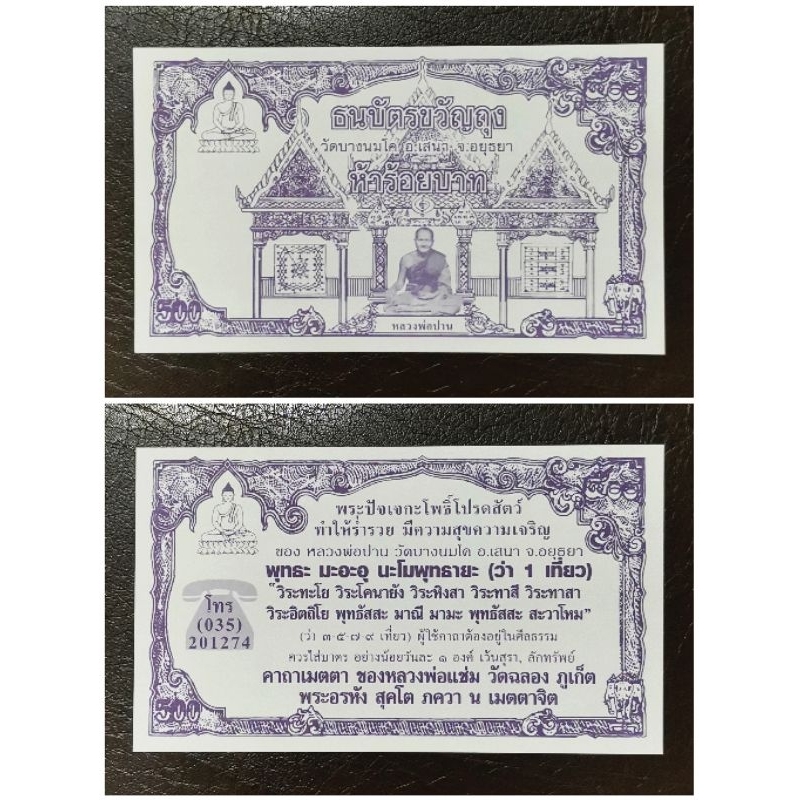 ๕๐๐
ธนบัตรขวัญถุง
วัดบางนมโค อ.เสนา จ.อยุธยา
ห้าร้อยบาท
500
หลวงพ่อปาน
๕๐๐
พระปัจเจกะโพธิ์โปรดสัตว์
ทำให้ร่ำรวย มีความสุขความเจริญ
ของ หลวงพ่อปาน วัดบางนมโค อ.เสนา จ.อยุธยา
พุทธะ มะอะอุ นะโมพุทธายะ (ว่า 1 เที่ยว)
"วิระทะโย วิระโคนายัง วิระหิงสา วิระทาสี วิระทาสา
วิระอิตถิโย พุทธัสสะ มาณี มามะ พุทธัสสะ สะวาโหม"
(ว่า ๓ ๕ ๗ ๙ เที่ยว) ผู้ใช้คาถาต้องอยู่ในศีลธรรม
ควรใส่บาตร อย่างน้อยวันละ ๑ องค์ เว้นสุรา, ลักทรัพย์
คาถาเมตตา ของหลวงพ่อแช่ม วัดฉลอง ภูเก็ต
พระอรหัง สุคโต ภควา น เมตตาจิต
โทร
(035)
201274
500